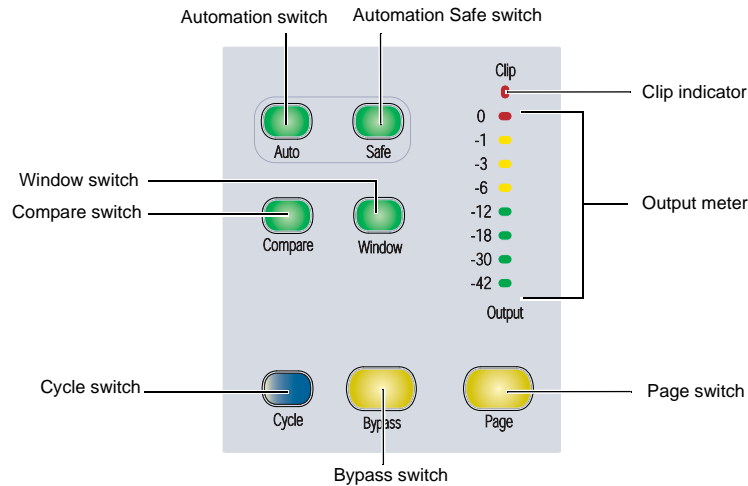 Automation switch
Automation Safe switch
Clip
Clip indicator
0
-1
-3
-6
-12
-18
-30
-42
Output
Output meter
Auto
Safe
Window switch
Compare switch
Compare
Window
Cycle switch
Page switch
Cycle
Bypass
Page
Bypass switch